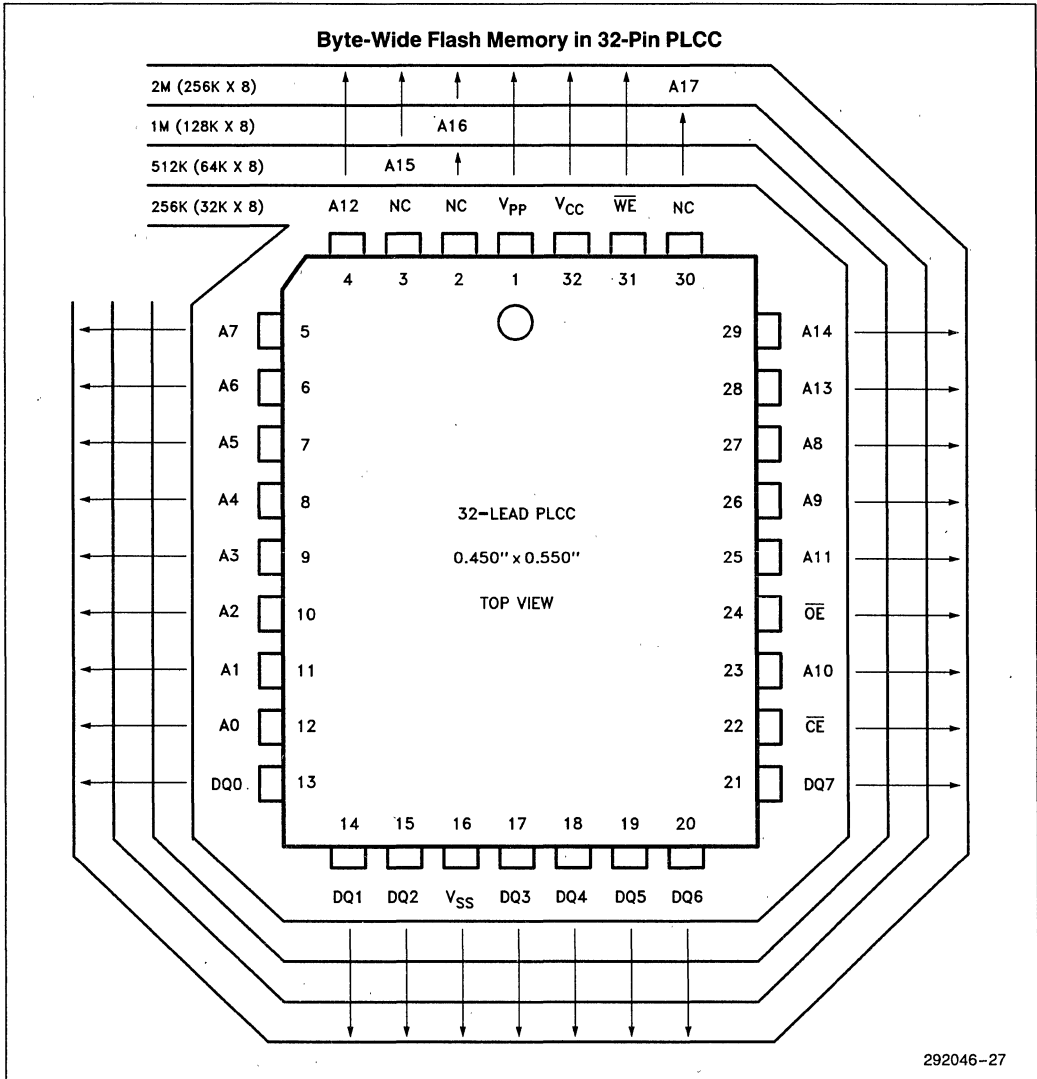 Byte-Wide Flash Memory in 32-Pin PLCC
2M (256K X 8) A17
1M (128K X 8) A16
512K (64K X 8) A15
256K (32K X 8) A12 NC NC VPP VCC W̅E̅ NC
4 3 2 1 32 31 30
A7 5 29 A14
A6 6 28 A13
A5 7 27 A8
A4 8 26 A9
32-LEAD PLCC
A3 9 0.450" x 0.550" 25 A11
TOP VIEW
A2 10 24 O̅E̅
A1 11 23 A10
A0 12 22 C̅E̅
DQ0 13 21 DQ7
14 15 16 17 18 19 20
DQ1 DQ2 VSS DQ3 DQ4 DQ5 DQ6
292046-27